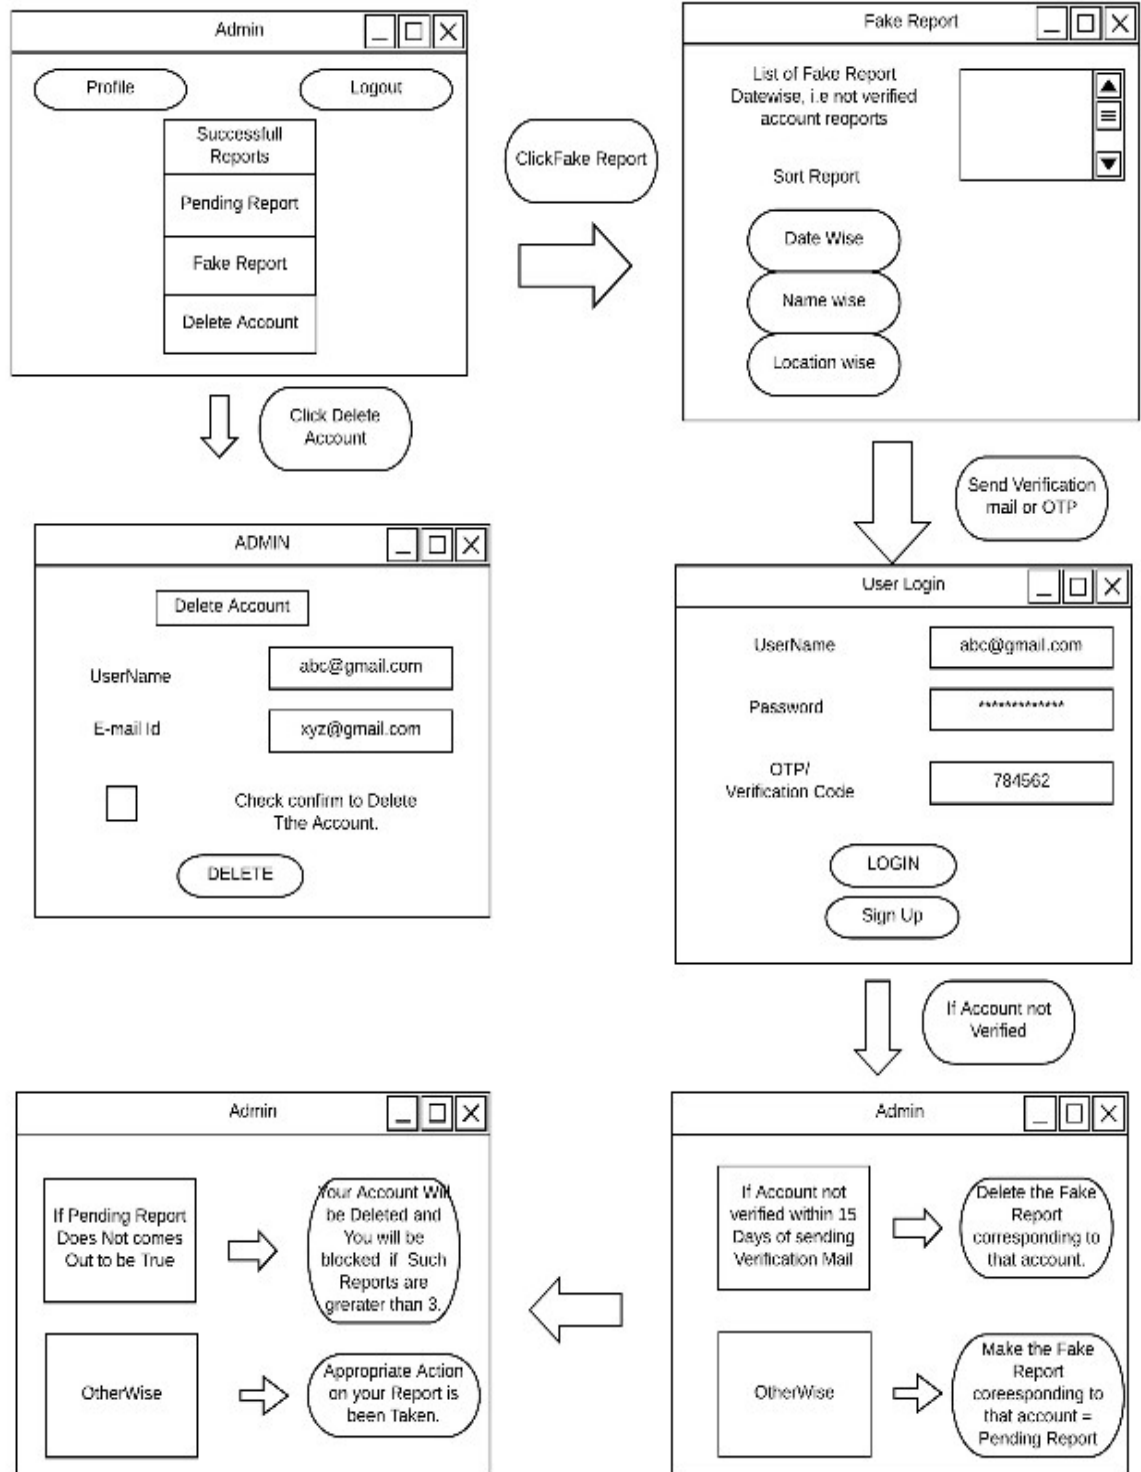 Admin
Profile
Logout
Successfull
Reports
Pending Report
Fake Report
Delete Account
ClickFake Report
Fake Report
List of Fake Report
Datewise, i.e not verified
account reoports
Sort Report
Date Wise
Name wise
Location wise
Click Delete
Account
Send Verification
mail or OTP
ADMIN
Delete Account
UserName
abc@gmail.com
E-mail Id
xyz@gmail.com
Check confirm to Delete
Tthe Account.
DELETE
User Login
UserName
abc@gmail.com
Password
*************
OTP/
Verification Code
784562
LOGIN
Sign Up
If Account not
Verified
Admin
If Account not
verified within 15
Days of sending
Verification Mail
Delete the Fake
Report
corresponding to
that account.
OtherWise
Make the Fake
Report
coreesponding to
that account =
Pending Report
Admin
If Pending Report
Does Not comes
Out to be True
Your Account Will
be Deleted and
You will be
blocked if Such
Reports are
grerater than 3.
OtherWise
Appropriate Action
on your Report is
been Taken.